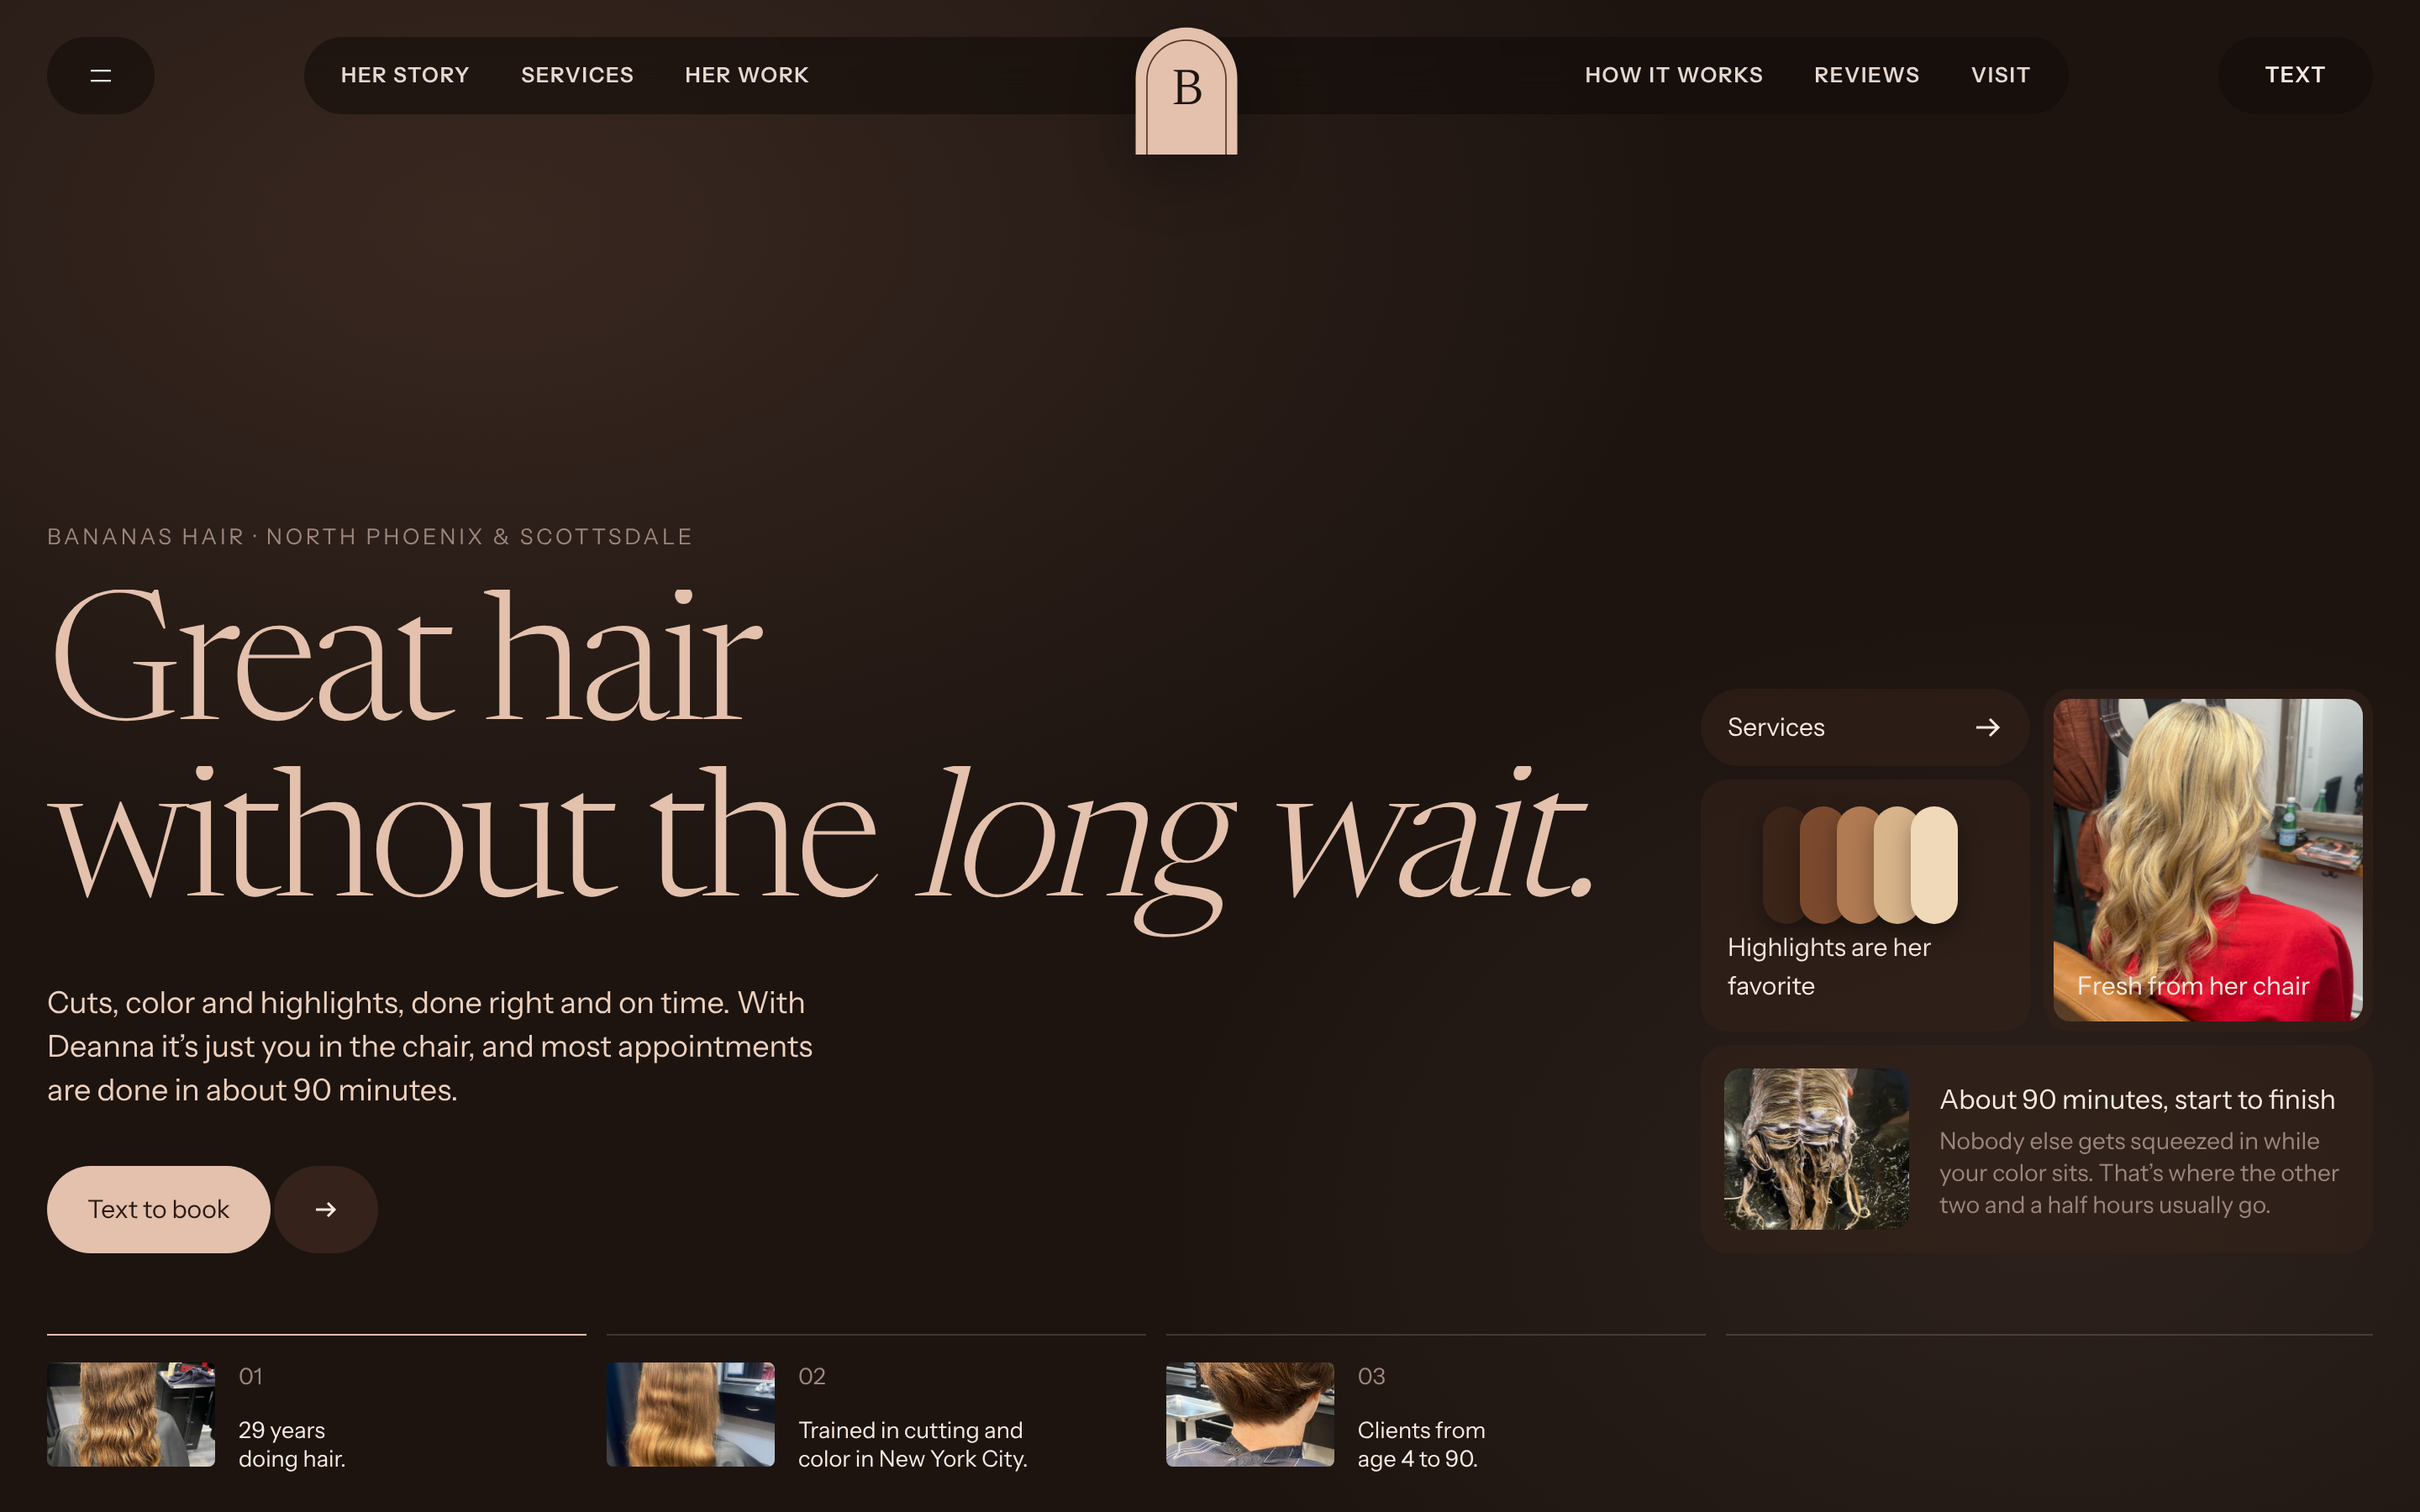 HER STORY
SERVICES
HER WORK
B
HOW IT WORKS
REVIEWS
VISIT
TEXT
BANANAS HAIR · NORTH PHOENIX & SCOTTSDALE
Great hair
without the long wait.
Cuts, color and highlights, done right and on time. With
Deanna it’s just you in the chair, and most appointments
are done in about 90 minutes.
Text to book
Services
Highlights are her
favorite
Fresh from her chair
About 90 minutes, start to finish
Nobody else gets squeezed in while
your color sits. That’s where the other
two and a half hours usually go.
01
29 years
doing hair.
02
Trained in cutting and
color in New York City.
03
Clients from
age 4 to 90.